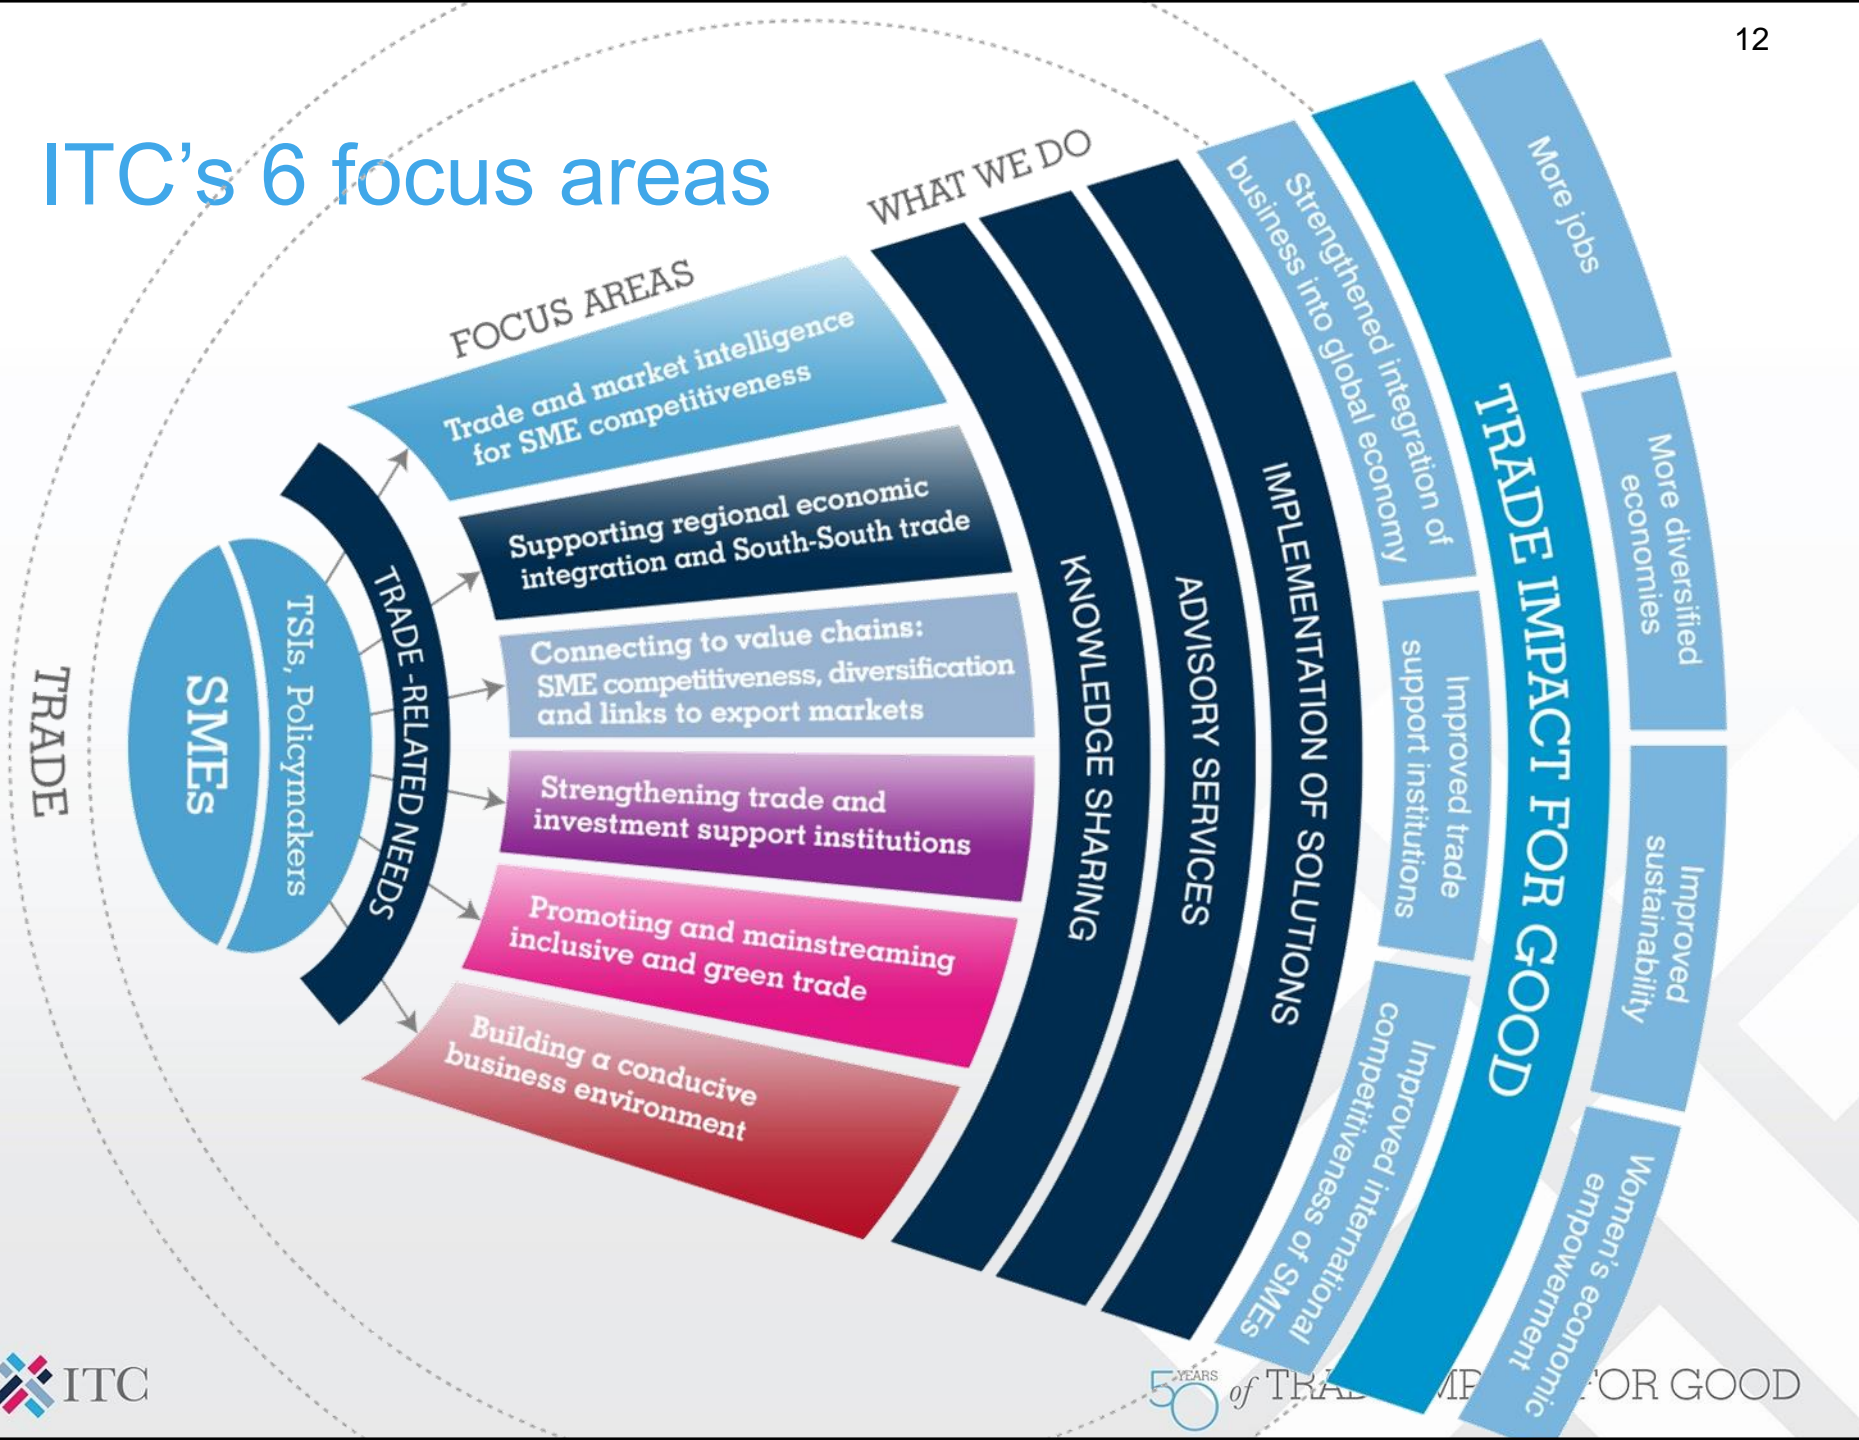 12
ITC's 6 focus areas
TRADE
SMEs
TSIs, Policymakers
TRADE-RELATED NEEDS
FOCUS AREAS
Trade and market intelligence
for SME competitiveness
Supporting regional economic
integration and South-South trade
Connecting to value chains:
SME competitiveness, diversification
and links to export markets
Strengthening trade and
investment support institutions
Promoting and mainstreaming
inclusive and green trade
Building a conducive
business environment
WHAT WE DO
KNOWLEDGE SHARING
ADVISORY SERVICES
IMPLEMENTATION OF SOLUTIONS
Strengthened integration of
business into global economy
Improved trade
support institutions
Improved international
competitiveness of SMEs
TRADE IMPACT FOR GOOD
More jobs
More diversified
economies
Improved
sustainability
Women's economic
empowerment
ITC
50 YEARS of FOR GOOD